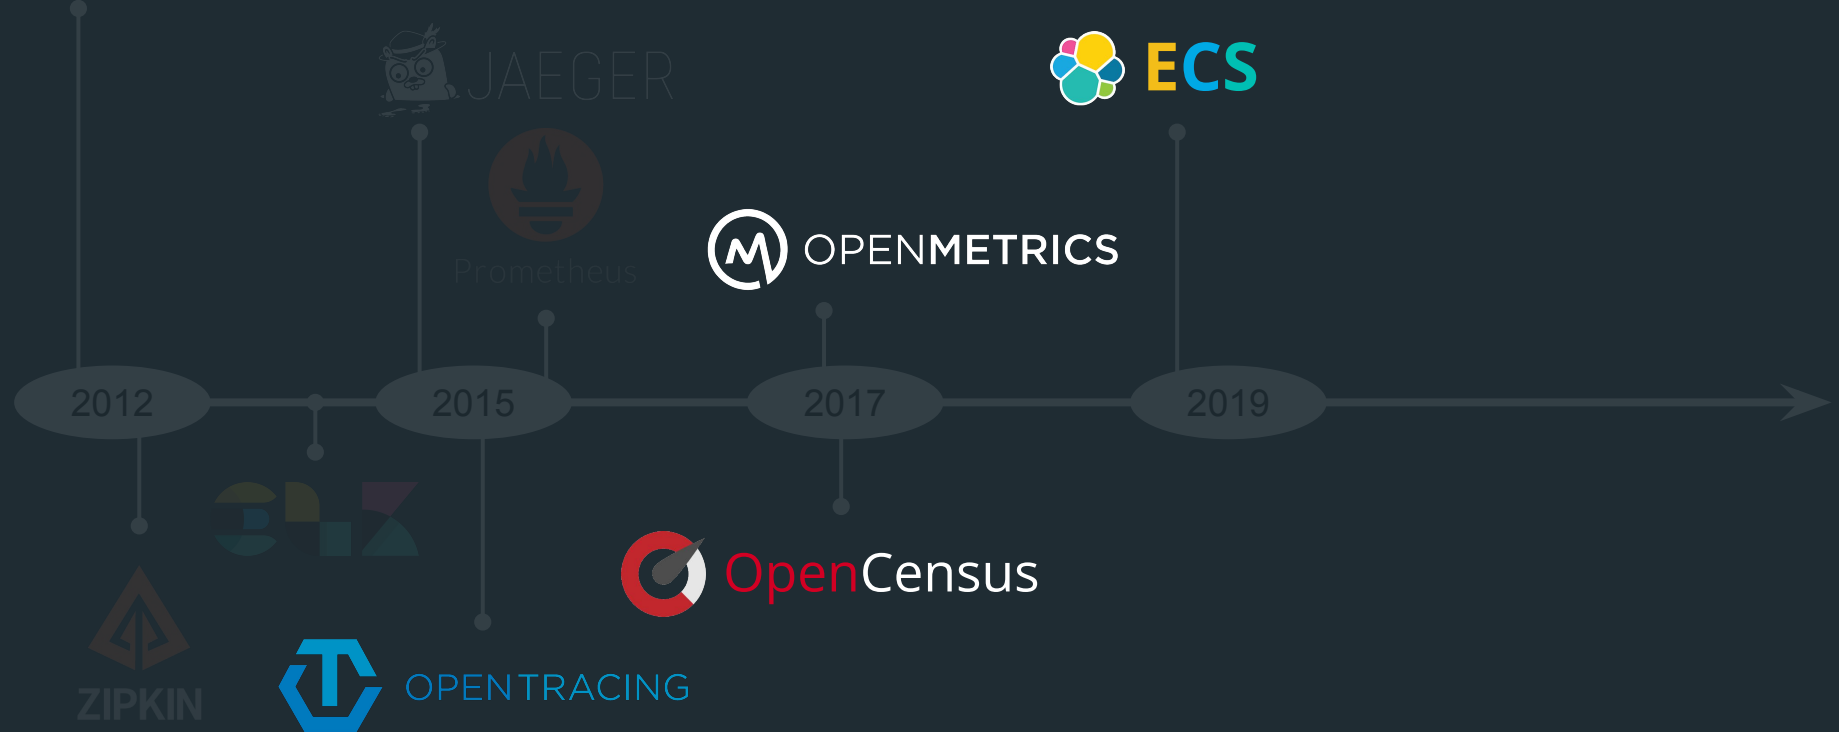 JAEGER
ECS
Prometheus
OPENMETRICS
2012
2015
2017
2019
OpenCensus
ZIPKIN
OPENTRACING